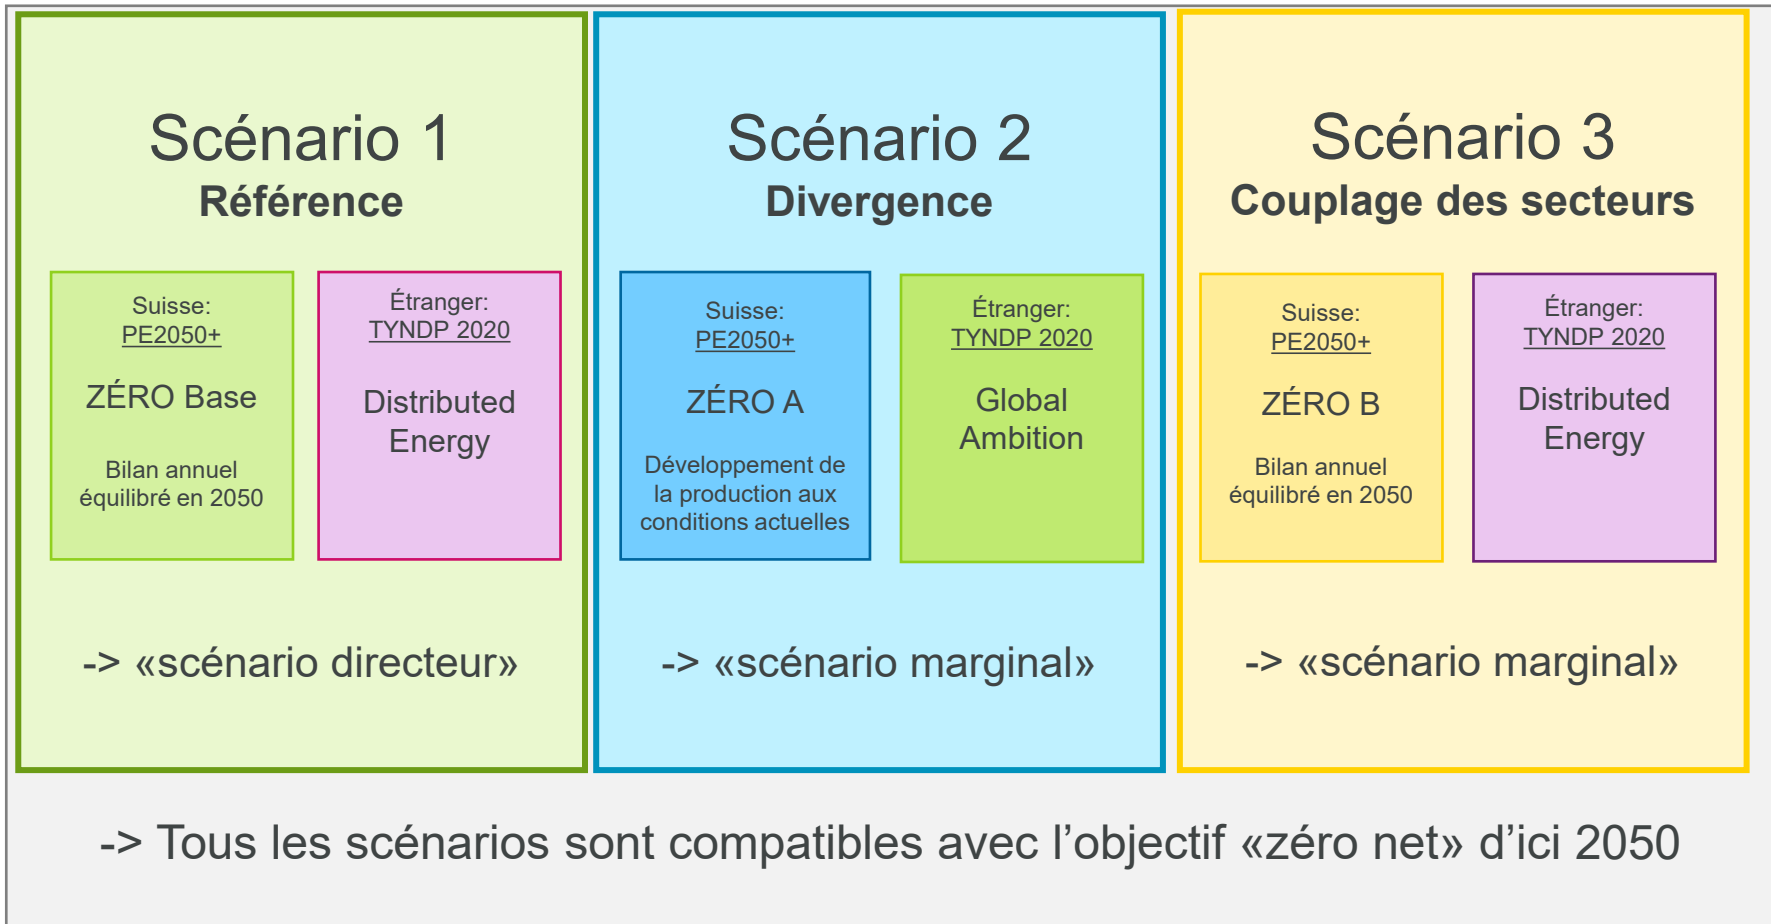 Scénario 1
Référence
Suisse:
PE2050+
ZÉRO Base
Bilan annuel
équilibré en 2050
Étranger:
TYNDP 2020
Distributed
Energy
-> «scénario directeur»
Scénario 2
Divergence
Suisse:
PE2050+
ZÉRO A
Développement de
la production aux
conditions actuelles
Étranger:
TYNDP 2020
Global
Ambition
-> «scénario marginal»
Scénario 3
Couplage des secteurs
Suisse:
PE2050+
ZÉRO B
Bilan annuel
équilibré en 2050
Étranger:
TYNDP 2020
Distributed
Energy
-> «scénario marginal»
-> Tous les scénarios sont compatibles avec l’objectif «zéro net» d’ici 2050